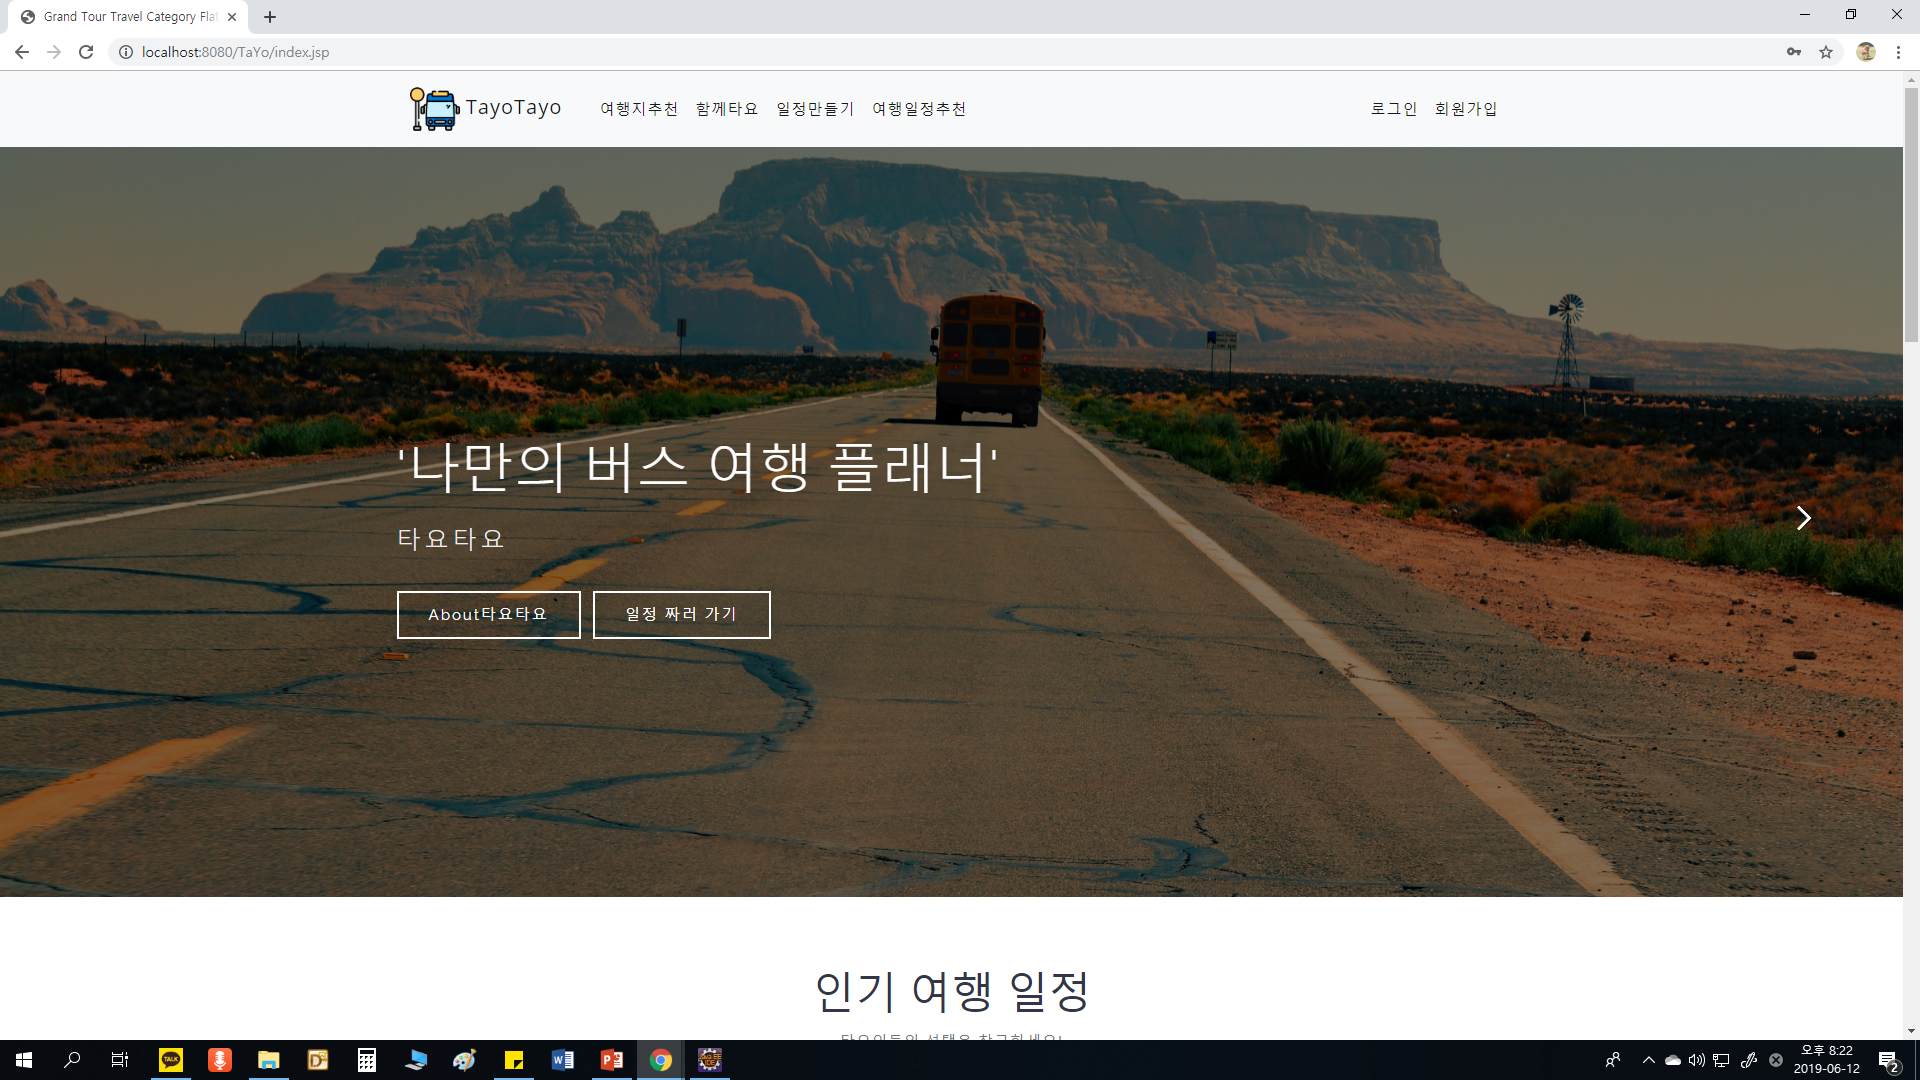 Grand Tour Travel Category Flat
localhost:8080/TaYo/index.jsp
TayoTayo 여행지추천 함께타요 일정만들기 여행일정추천 로그인 회원가입
'나만의 버스 여행 플래너'
타요타요
About타요타요 일정 짜러 가기
인기 여행 일정
TALK
오후 8:22
2019-06-12
2